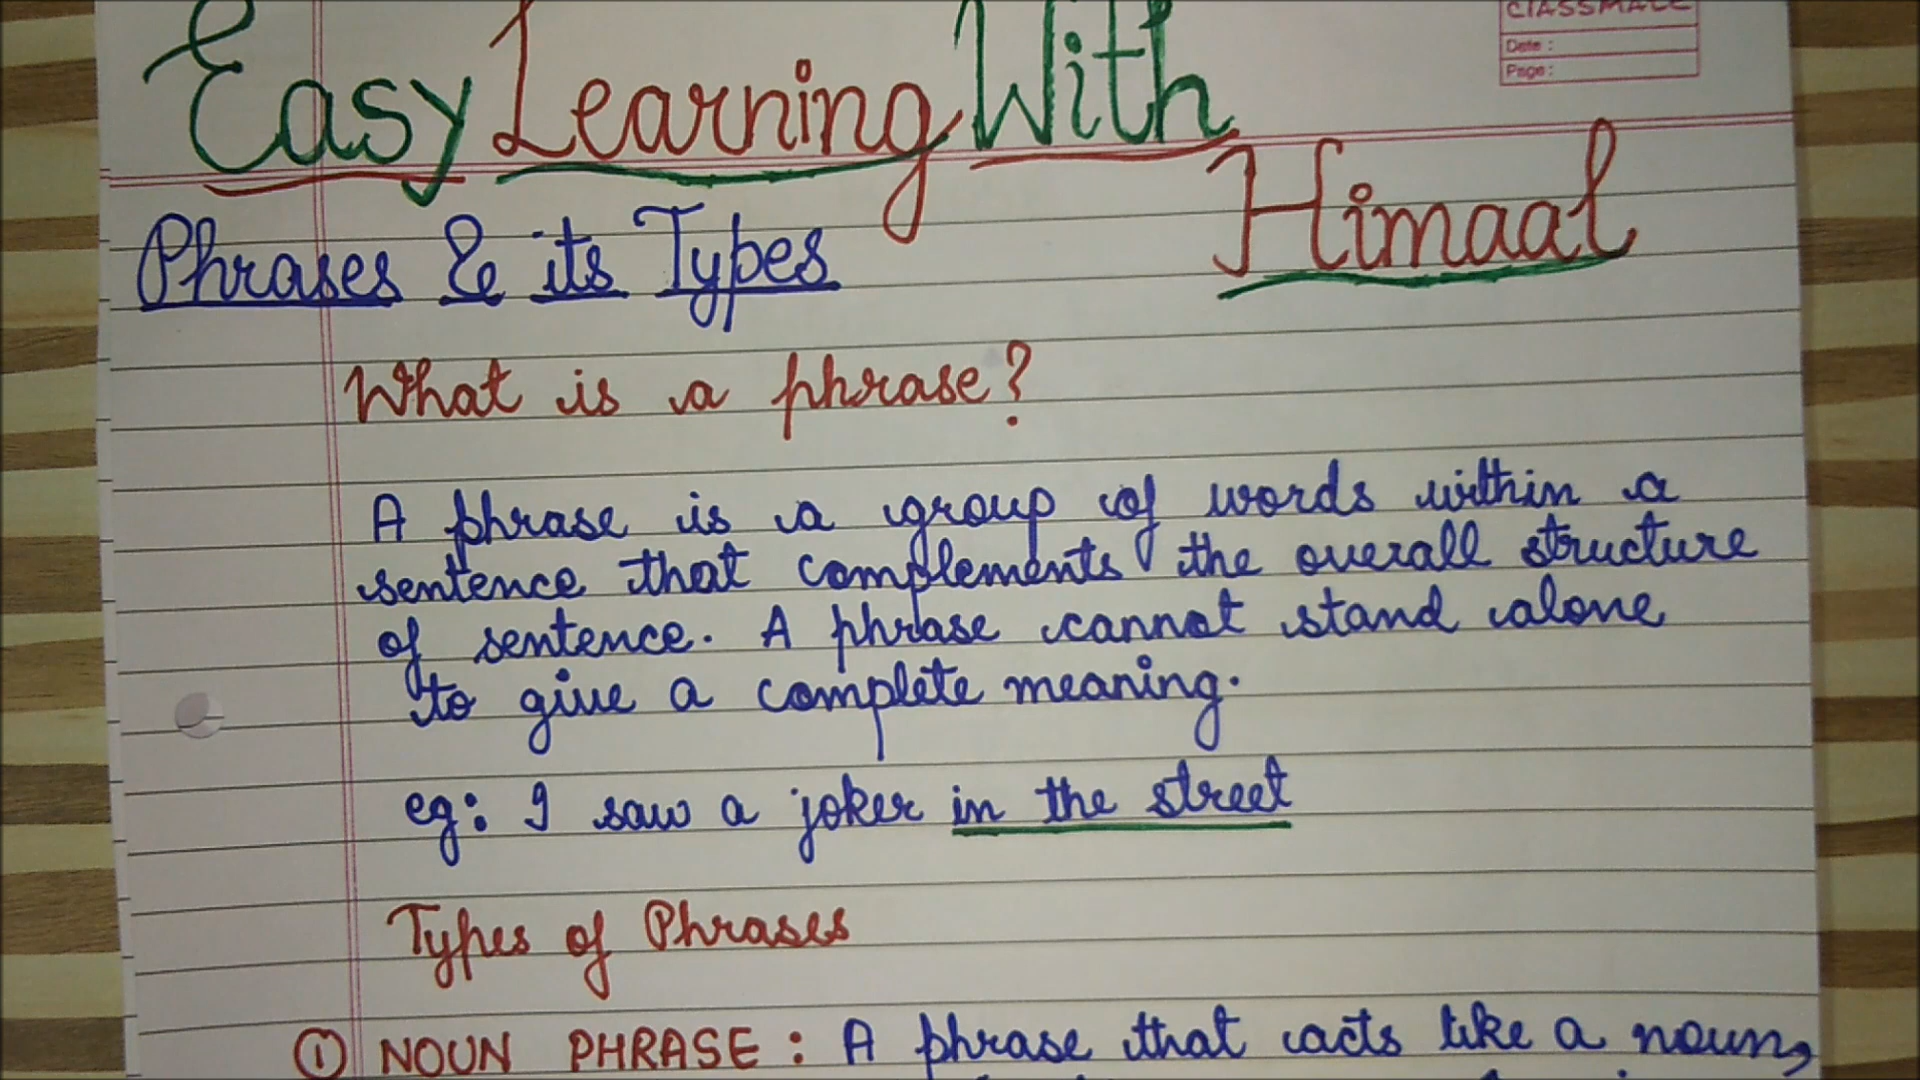 CLASSMATE
Date :
Page :
Easy Learning With
Himaal
Phrases & its Types
What is a phrase?
A phrase is a group of words within a
sentence that complements the overall structure
of sentence. A phrase cannot stand alone
to give a complete meaning.
eg: I saw a joker in the street
Types of Phrases
① NOUN PHRASE : A phrase that acts like a noun,